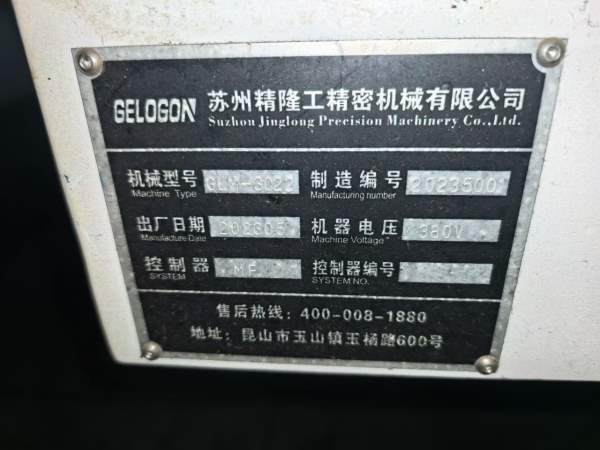 GELOGON 苏州精隆工精密机械有限公司
Suzhou Jinglong Precision Machinery Co.,Ltd.
机械型号 GLM-3022 制造编号 2023500
Machine Type Manufacturing number
出厂日期 202305 机器电压 380V
Manufacture Date Machine Voltage
控制器 控制器编号
SYSTEM SYSTEM NO.
售后热线：400-008-1880
地址：昆山市玉山镇玉杨路600号